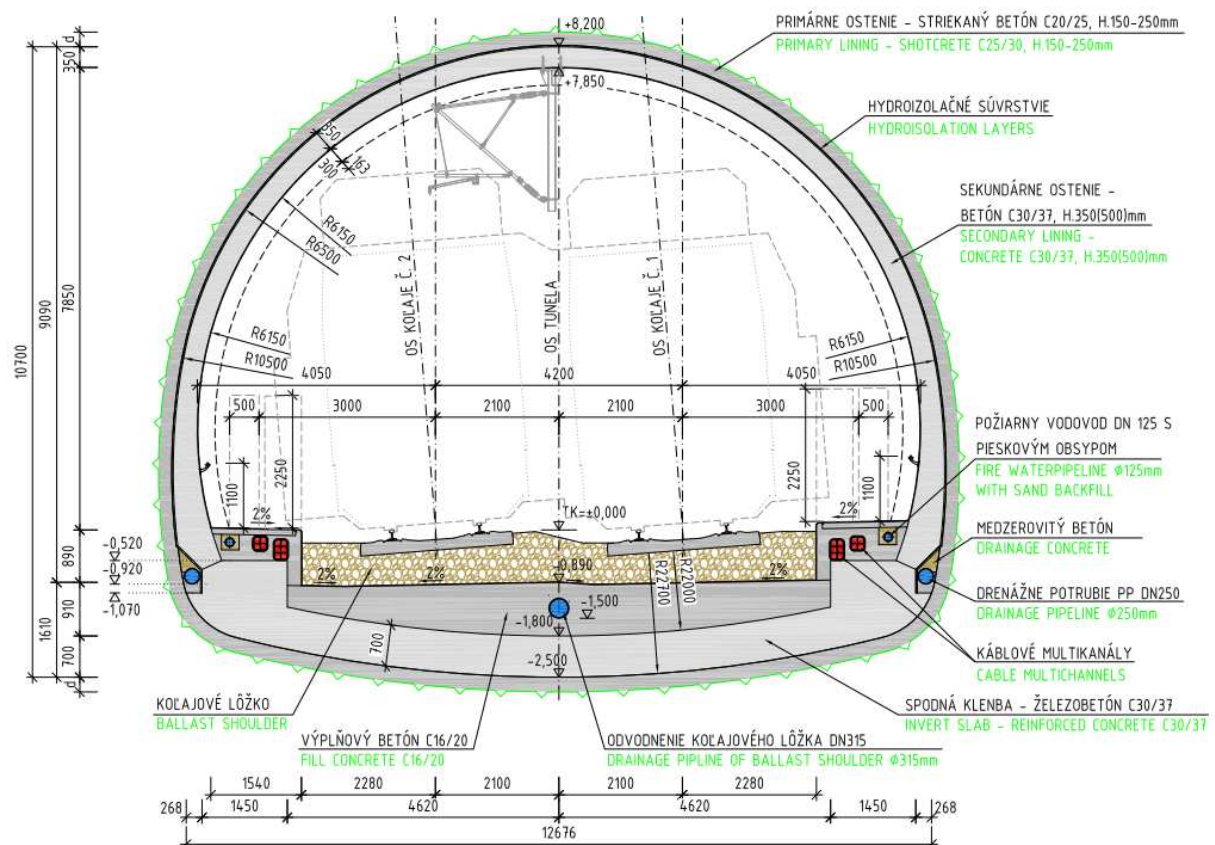 +8,200
PRIMÁRNE OSTENIE - STRIEKANÝ BETÓN C20/25, H.150-250mm
PRIMARY LINING - SHOTCRETE C25/30, H.150-250mm
d
350
+7,850
HYDROIZOLAČNÉ SÚVRSTVIE
HYDROISOLATION LAYERS
350
300
163
SEKUNDÁRNE OSTENIE -
BETÓN C30/37, H.350(500)mm
SECONDARY LINING -
CONCRETE C30/37, H.350(500)mm
R6150
R6500
OS KOĽAJE Č. 2
OS TUNELA
OS KOĽAJE Č. 1
10700
9090
7850
R6150
R10500
R6150
R10500
4050
4200
4050
500
3000
2100
2100
3000
500
POŽIARNY VODOVOD DN 125 S
PIESKOVÝM OBSYPOM
FIRE WATERPIPELINE Φ125mm
WITH SAND BACKFILL
2250
1100
2250
1100
2%
TK=±0,000
2%
MEDZEROVITÝ BETÓN
DRAINAGE CONCRETE
-0,520
-0,920
-1,070
890
910
1610
700
d
2%
2%
-0,890
2%
R22700
R22000
-1,500
-1,800
700
-2,500
DRENÁŽNE POTRUBIE PP DN250
DRAINAGE PIPELINE Φ250mm
KÁBLOVÉ MULTIKANÁLY
CABLE MULTICHANNELS
KOĽAJOVÉ LÔŽKO
BALLAST SHOULDER
SPODNÁ KLENBA - ŽELEZOBETÓN C30/37
INVERT SLAB - REINFORCED CONCRETE C30/37
VÝPLŇOVÝ BETÓN C16/20
FILL CONCRETE C16/20
ODVODNENIE KOĽAJOVÉHO LÔŽKA DN315
DRAINAGE PIPLINE OF BALLAST SHOULDER Φ315mm
1540
2280
2100
2100
2280
268
1450
4620
4620
1450
268
12676